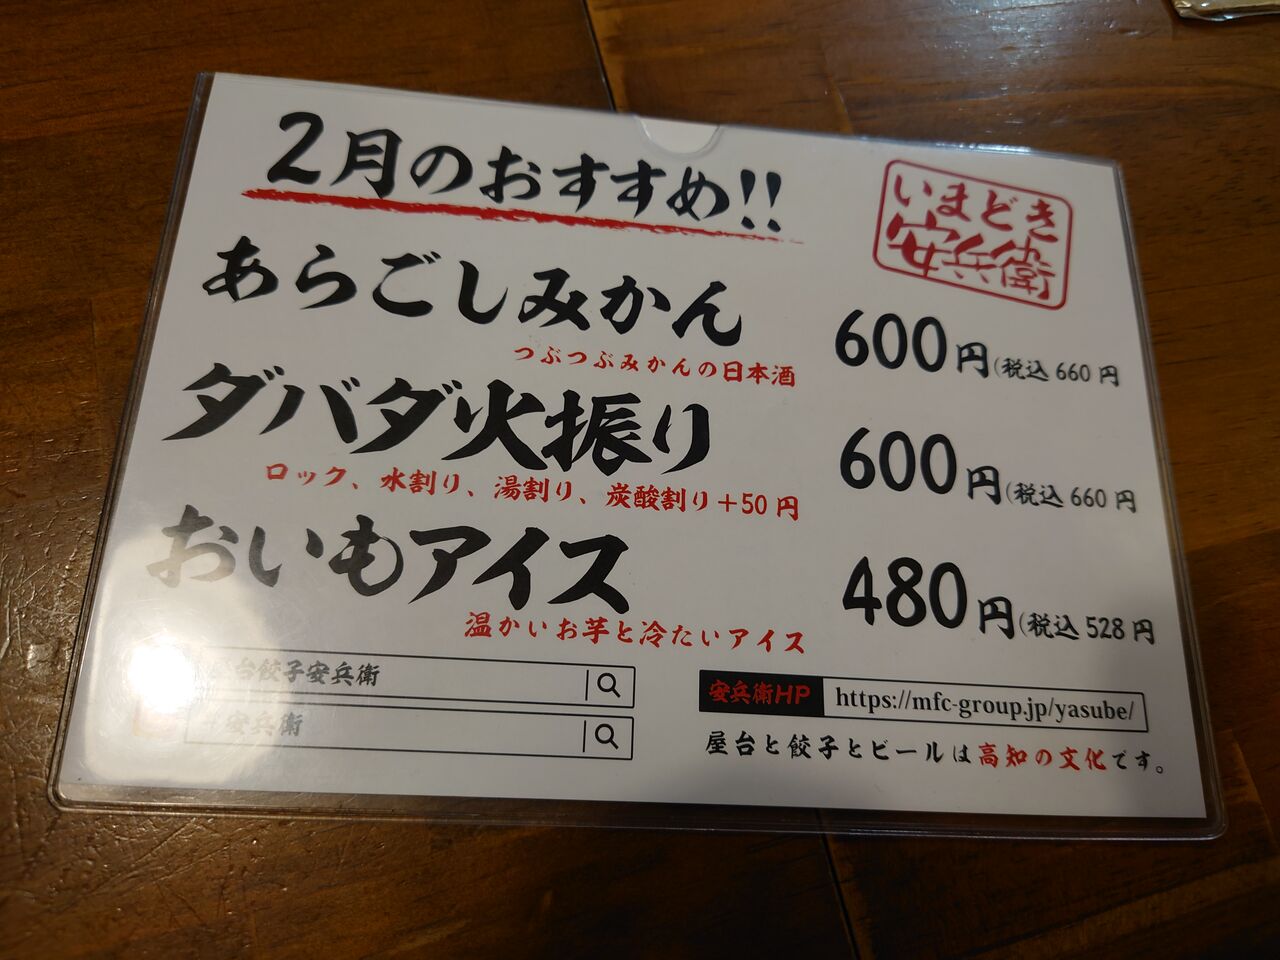 2月のおすすめ!!
いまどき
安兵衛
あらごしみかん 600円(税込 660 円
つぶつぶみかんの日本酒
ダバダ火振り 600円(税込 660 円
ロック、水割り、湯割り、炭酸割り＋50 円
おいもアイス 480円(税込 528 円
温かいお芋と冷たいアイス
台餃子安兵衛
安兵衛
安兵衛HP https://mfc-group.jp/yasube/
屋台と餃子とビールは高知の文化です。